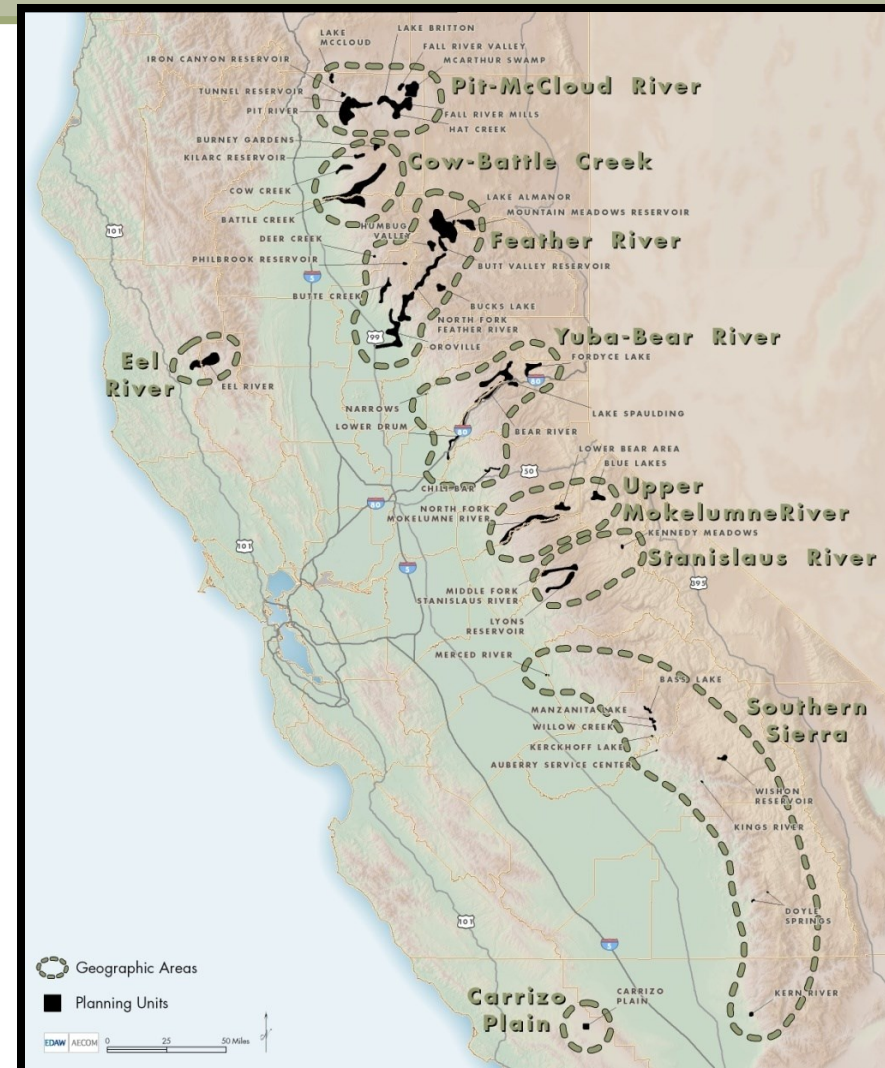 LAKE
MCCLOUD
LAKE BRITTON
FALL RIVER VALLEY
MCARTHUR SWAMP
IRON CANYON RESERVOIR
Pit-McCloud River
TUNNEL RESERVOIR
PIT RIVER
FALL RIVER MILLS
HAT CREEK
BURNEY GARDENS
KILARC RESERVOIR
Cow-Battle Creek
COW CREEK
BATTLE CREEK
LAKE ALMANOR
MOUNTAIN MEADOWS RESERVOIR
HUMBUG
VALLEY
DEER CREEK
Feather River
PHILBROOK RESERVOIR
BUTT VALLEY RESERVOIR
BUTTE CREEK
BUCKS LAKE
NORTH FORK
FEATHER RIVER
OROVILLE
101
5
99
Eel
River
EEL RIVER
Yuba-Bear River
FORDYCE LAKE
80
NARROWS
LOWER DRUM
LAKE SPAULDING
80
BEAR RIVER
LOWER BEAR AREA
BLUE LAKES
50
CHILI BAR
80
NORTH FORK
MOKELUMNE RIVER
Upper
MokelumneRiver
KENNEDY MEADOWS
Stanislaus River
101
5
395
MIDDLE FORK
STANISLAUS RIVER
LYONS
RESERVOIR
MERCED RIVER
BASS LAKE
Southern
Sierra
MANZANITA LAKE
WILLOW CREEK
KERCKHOFF LAKE
AUBERRY SERVICE CENTER
WISHON
RESERVOIR
KINGS RIVER
DOYLE
SPRINGS
101
5
KERN RIVER
Carrizo
Plain
CARRIZO
PLAIN
Geographic Areas
Planning Units
EDAW AECOM
0 25 50 Miles